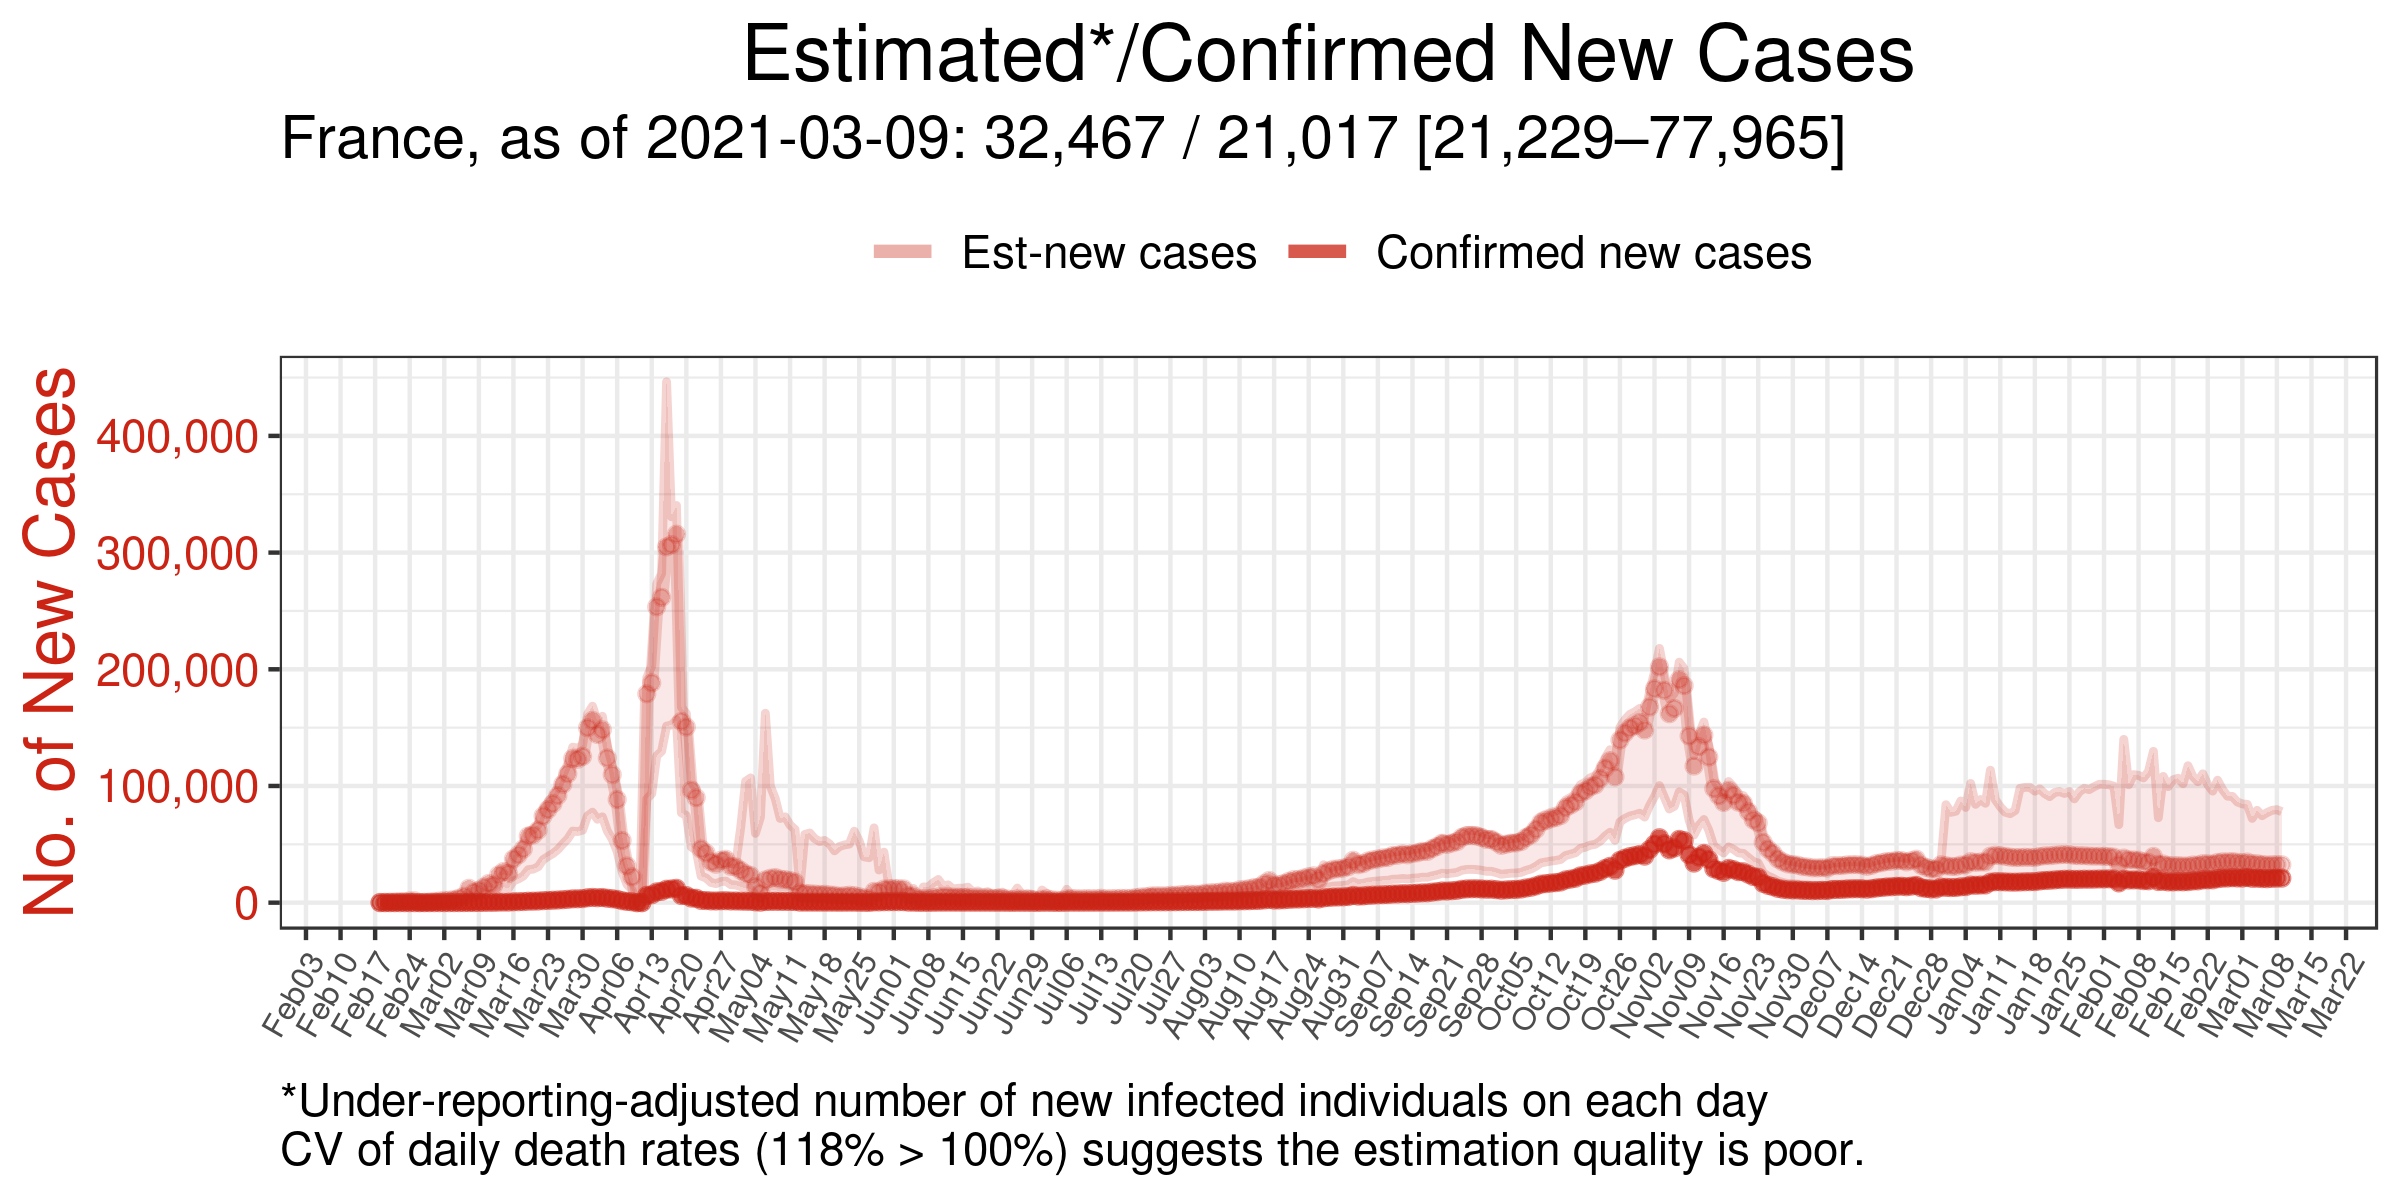 Estimated*/Confirmed New Cases
France, as of 2021-03-09: 32,467 / 21,017 [21,229–77,965]
Est-new cases
Confirmed new cases
No. of New Cases
400,000
300,000
200,000
100,000
0
Feb03
Feb10
Feb17
Feb24
Mar02
Mar09
Mar16
Mar23
Mar30
Apr06
Apr13
Apr20
Apr27
May04
May11
May18
May25
Jun01
Jun08
Jun15
Jun22
Jun29
Jul06
Jul13
Jul20
Jul27
Aug03
Aug10
Aug17
Aug24
Aug31
Sep07
Sep14
Sep21
Sep28
Oct05
Oct12
Oct19
Oct26
Nov02
Nov09
Nov16
Nov23
Nov30
Dec07
Dec14
Dec21
Dec28
Jan04
Jan11
Jan18
Jan25
Feb01
Feb08
Feb15
Feb22
Mar01
Mar08
Mar15
Mar22
*Under-reporting-adjusted number of new infected individuals on each day
CV of daily death rates (118% > 100%) suggests the estimation quality is poor.